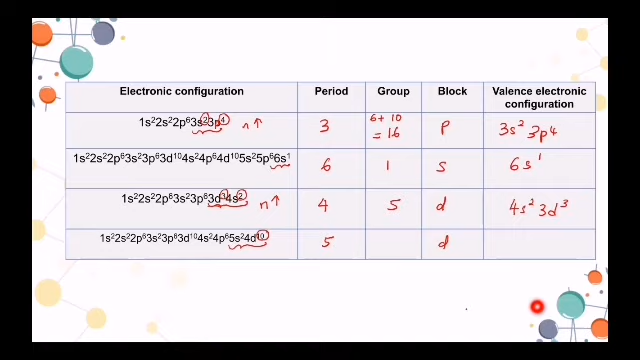 Electronic configuration Period Group Block Valence electronic configuration
1s²2s²2p⁶3s²3p⁴ n↑ 3 6+10 =16 p 3s² 3p4
1s²2s²2p⁶3s²3p⁶3d¹⁰4s²4p⁶4d¹⁰5s²5p⁶6s¹ 6 1 s 6s¹
1s²2s²2p⁶3s²3p⁶3d³4s² n↑ 4 5 d 4s² 3d³
1s²2s²2p⁶3s²3p⁶3d¹⁰4s²4p⁶5s²4d¹⁰ 5 d